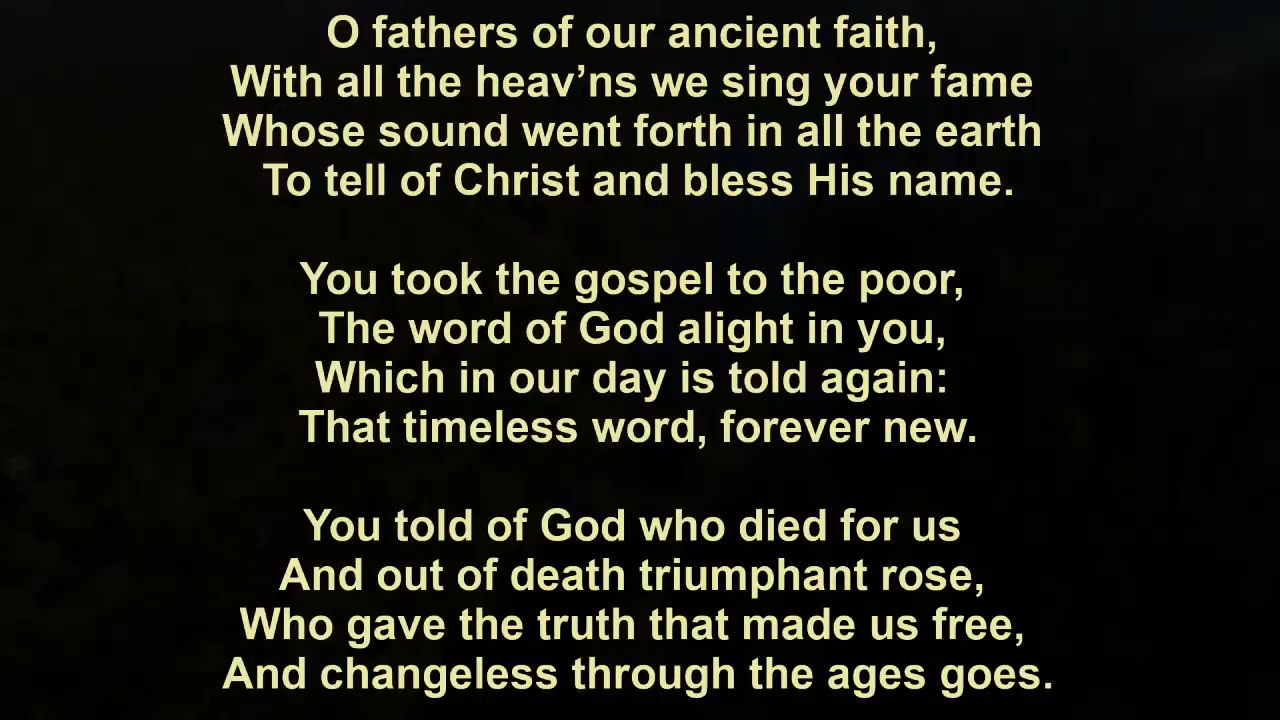 O fathers of our ancient faith,
With all the heav’ns we sing your fame
Whose sound went forth in all the earth
To tell of Christ and bless His name.
You took the gospel to the poor,
The word of God alight in you,
Which in our day is told again:
That timeless word, forever new.
You told of God who died for us
And out of death triumphant rose,
Who gave the truth that made us free,
And changeless through the ages goes.